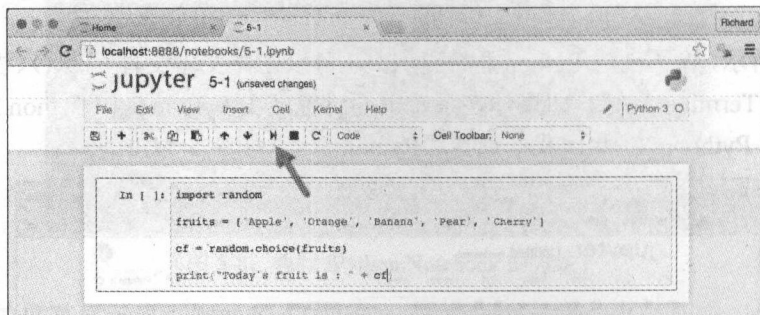 Home
5-1
Richard
localhost:8888/notebooks/5-1.ipynb
jupyter 5-1 (unsaved changes)
File Edit View Insert Cell Kernel Help
Python 3
Code
Cell Toolbar: None
In [ ]: import random
fruits = ['Apple', 'Orange', 'Banana', 'Pear', 'Cherry']
cf = random.choice(fruits)
print("Today's fruit is : " + cf